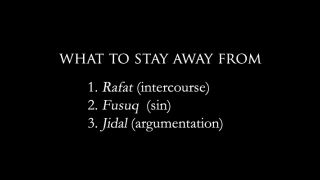 WHAT TO STAY AWAY FROM
1. Rafat (intercourse)
2. Fusuq (sin)
3. Jidal (argumentation)